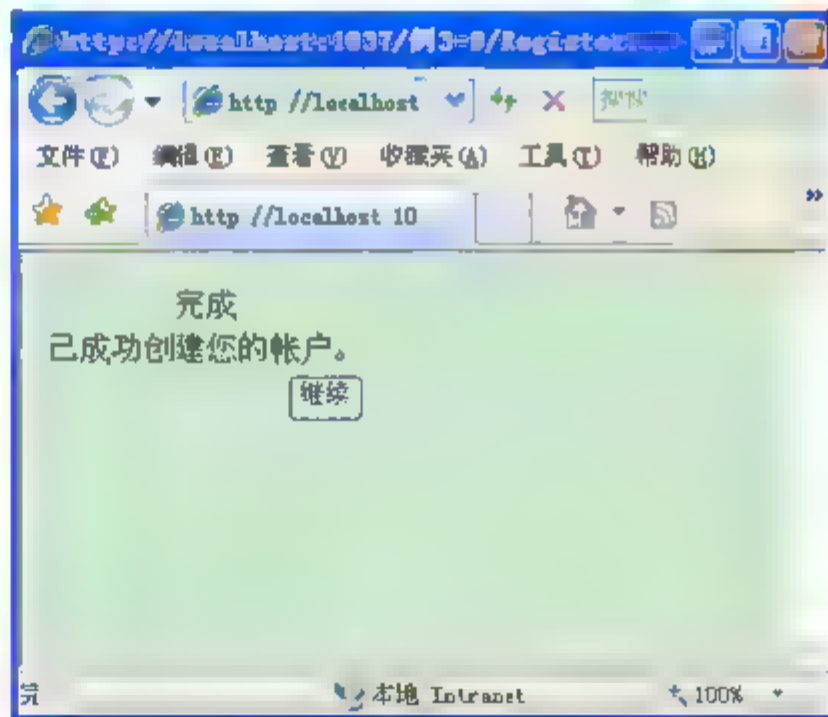 http://localhost:4037/例3-9/Register
http //localhost
文件(F) 编辑(E) 查看(V) 收藏夹(A) 工具(T) 帮助(H)
http //localhost 10 »
完成
已成功创建您的帐户。
继续
完 本地 Intranet 100%